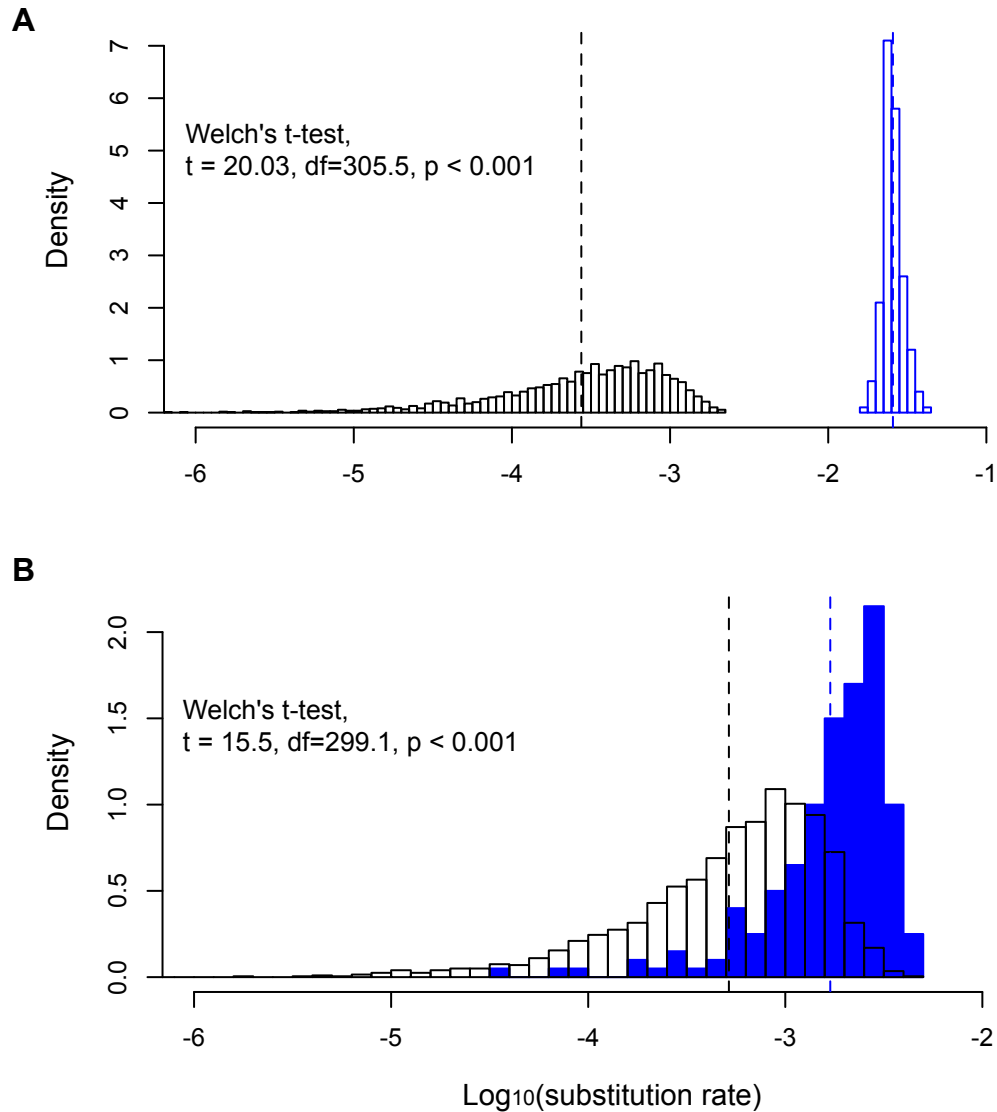 A
7
6
5
4
3
2
1
0
Density
Welch's t-test,
t = 20.03, df=305.5, p < 0.001
-6
-5
-4
-3
-2
-1
B
2.0
1.5
1.0
0.5
0.0
Density
Welch's t-test,
t = 15.5, df=299.1, p < 0.001
-6
-5
-4
-3
-2
Log10(substitution rate)